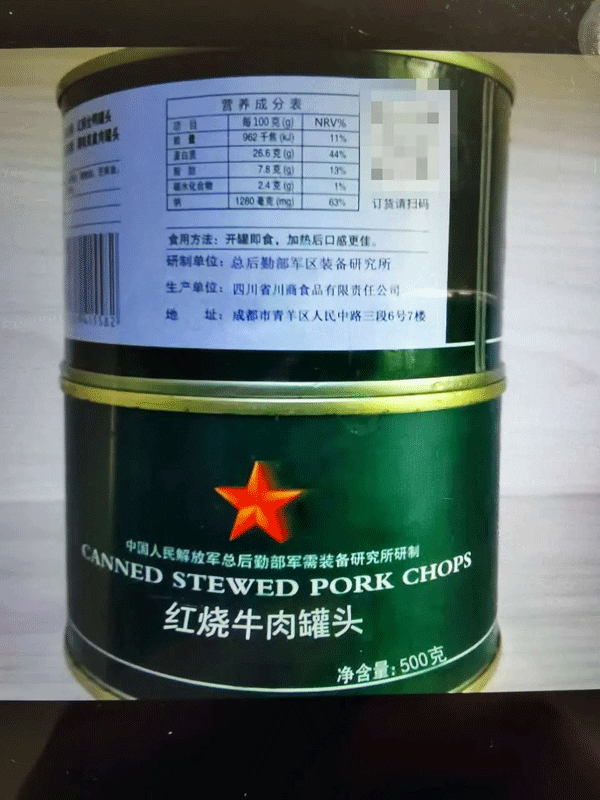 营养成分表
项目 每100克(g) NRV%
能量 962千焦(kJ) 11%
蛋白质 26.6克(g) 44%
脂肪 7.8克(g) 13%
碳水化合物 2.4克(g) 1%
钠 1280毫克(mg) 63%
订货请扫码
食用方法：开罐即食，加热后口感更佳。
研制单位：总后勤部军区装备研究所
生产单位：四川省川商食品有限责任公司
地 址：成都市青羊区人民中路三段6号7楼
中国人民解放军总后勤部军需装备研究所研制
CANNED STEWED PORK CHOPS
红烧牛肉罐头
净含量：500克